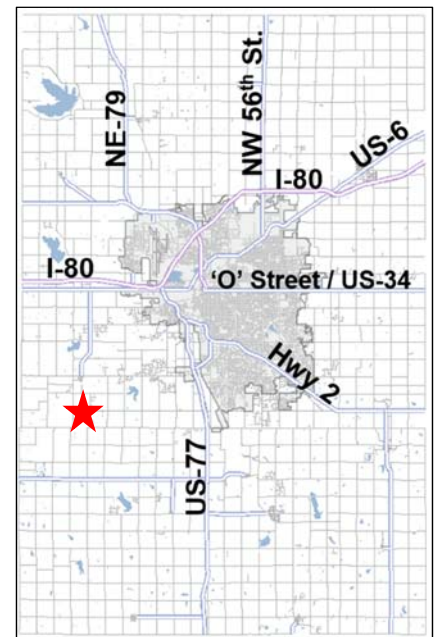 NE-79
NW 56th St.
US-6
I-80
I-80
'O' Street / US-34
Hwy 2
US-77